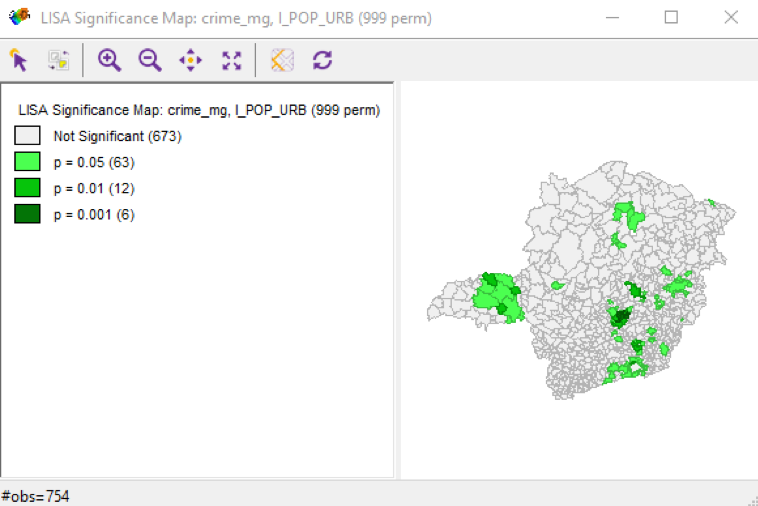 LISA Significance Map: crime_mg, I_POP_URB (999 perm)
LISA Significance Map: crime_mg, I_POP_URB (999 perm)
Not Significant (673)
p = 0.05 (63)
p = 0.01 (12)
p = 0.001 (6)
#obs=754